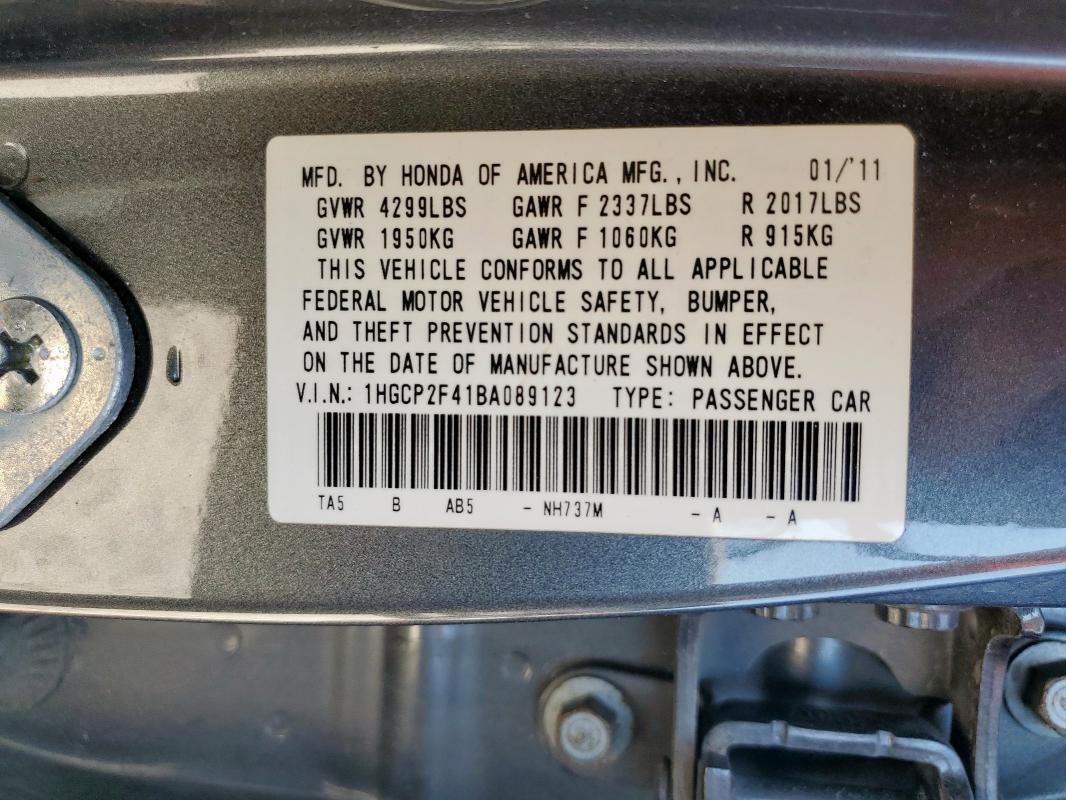 MFD. BY HONDA OF AMERICA MFG., INC. 01/'11
GVWR 4299LBS GAWR F 2337LBS R 2017LBS
GVWR 1950KG GAWR F 1060KG R 915KG
THIS VEHICLE CONFORMS TO ALL APPLICABLE
FEDERAL MOTOR VEHICLE SAFETY, BUMPER,
AND THEFT PREVENTION STANDARDS IN EFFECT
ON THE DATE OF MANUFACTURE SHOWN ABOVE.
V.I.N.: 1HGCP2F41BA089123 TYPE: PASSENGER CAR
TA5 B AB5 - NH737M - A - A